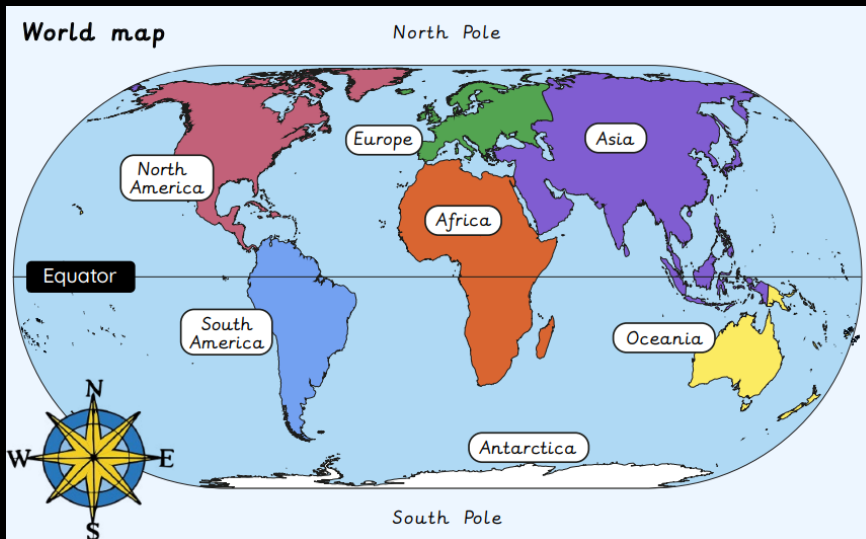 World map
North Pole
Europe
Asia
North
America
Africa
Equator
South
America
Oceania
N
W
E
S
Antarctica
South Pole